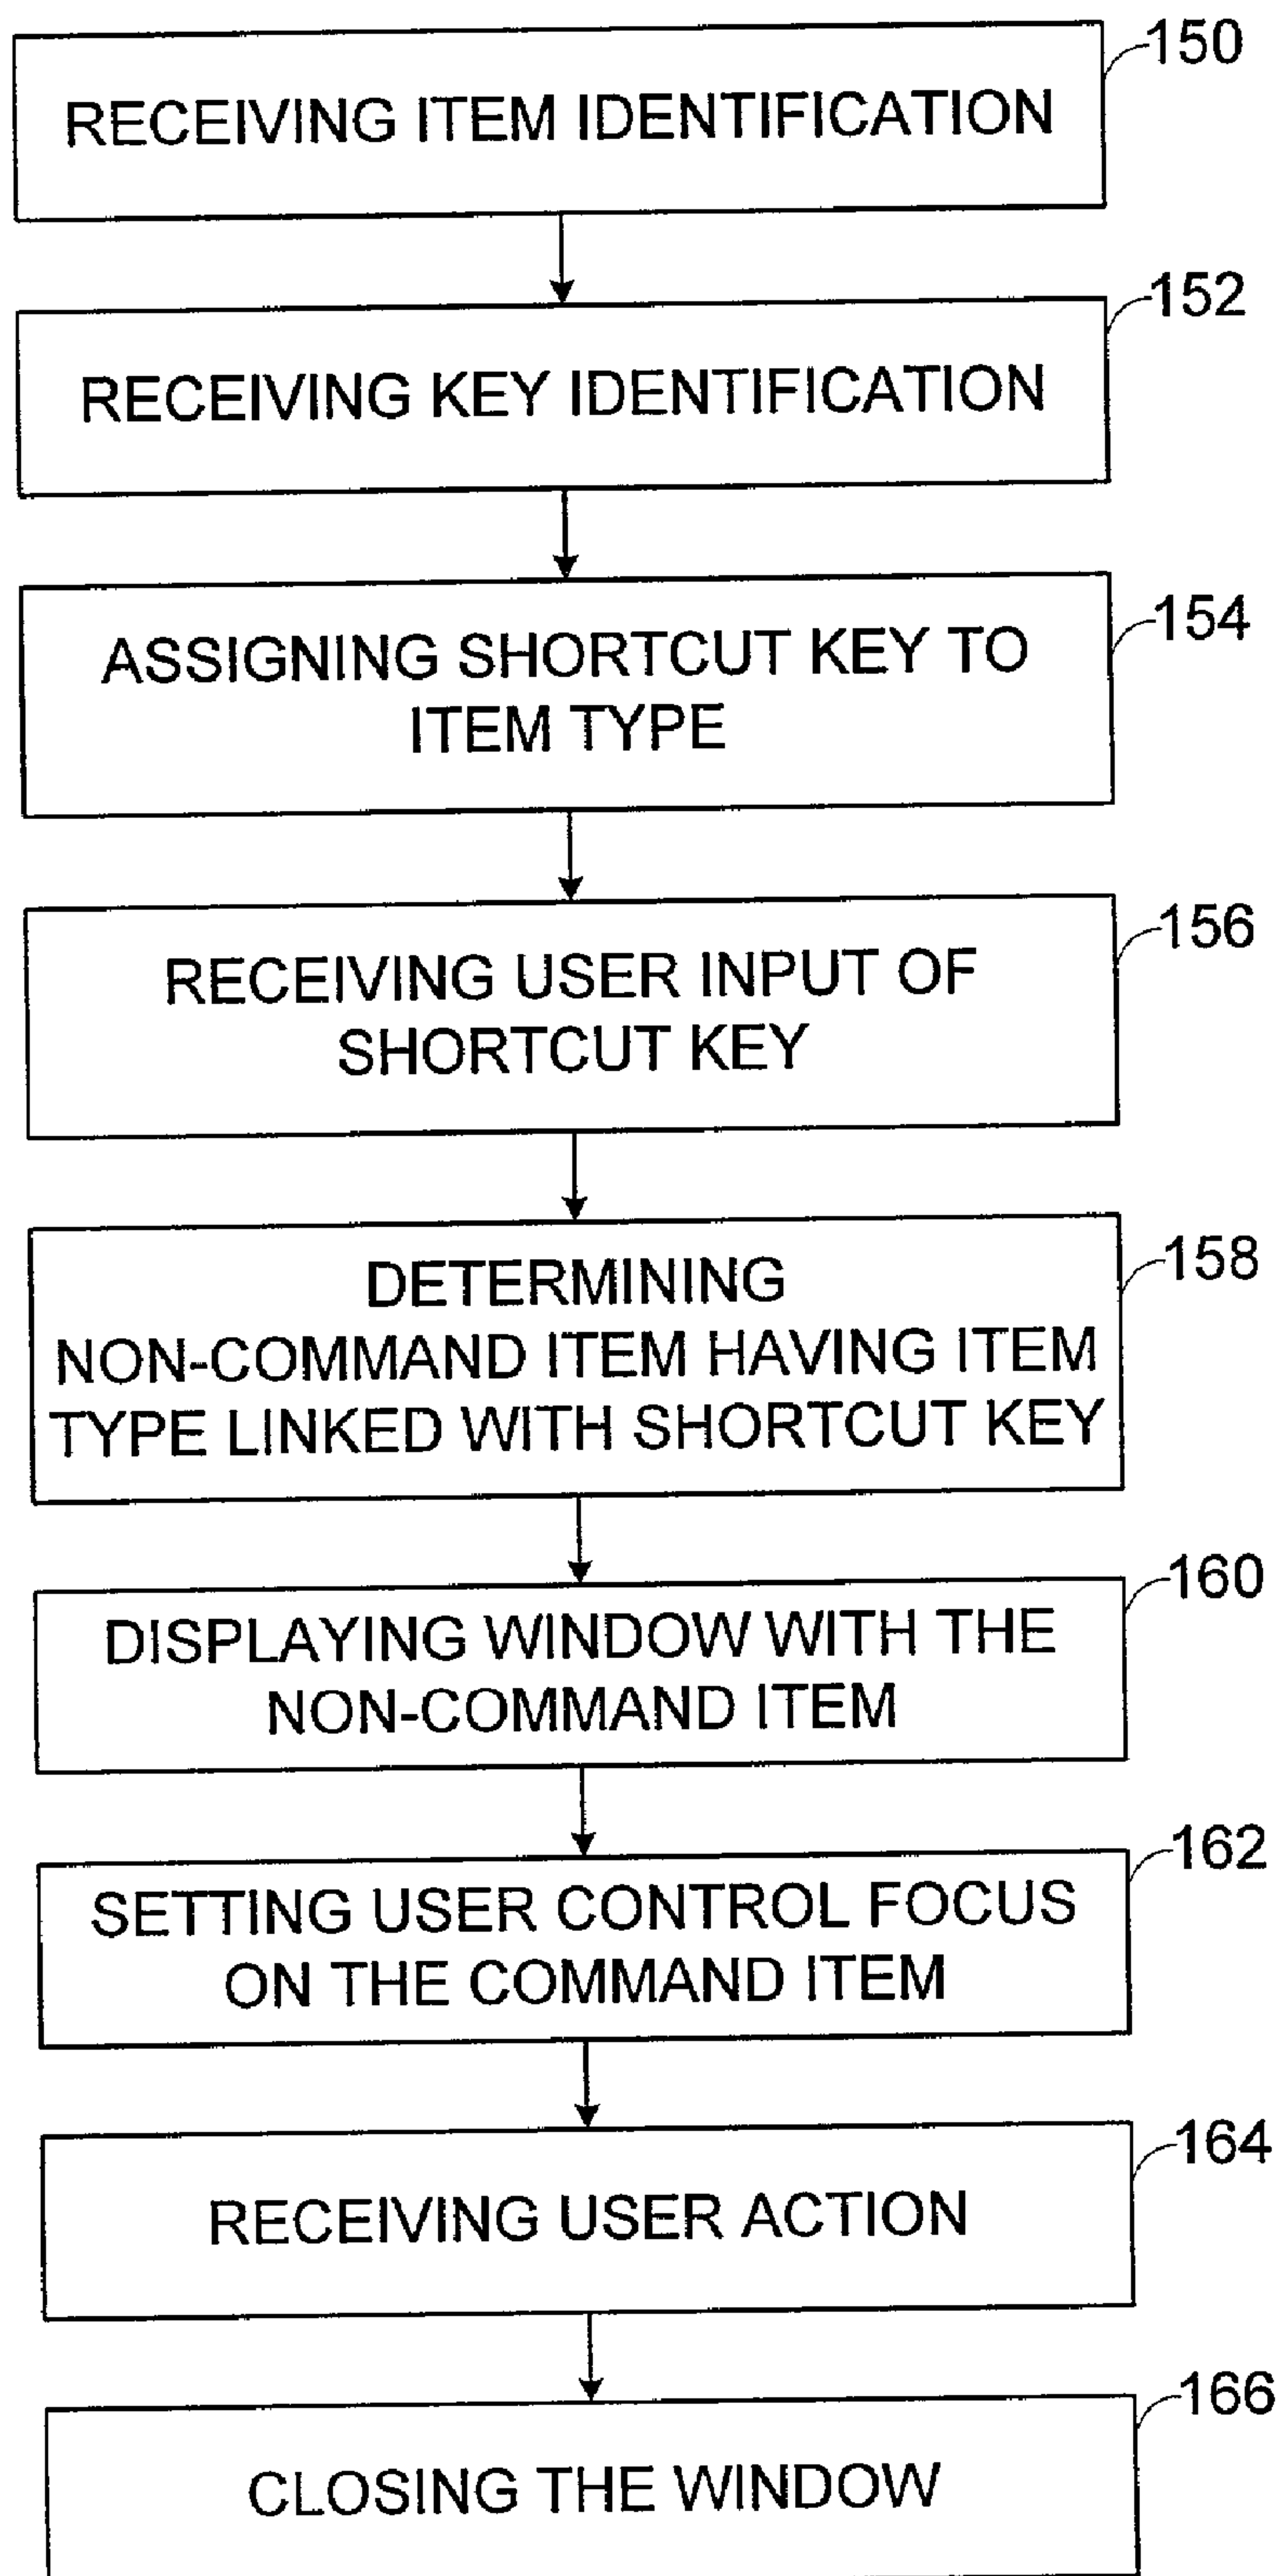 150
RECEIVING ITEM IDENTIFICATION
152
RECEIVING KEY IDENTIFICATION
154
ASSIGNING SHORTCUT KEY TO
ITEM TYPE
156
RECEIVING USER INPUT OF
SHORTCUT KEY
158
DETERMINING
NON-COMMAND ITEM HAVING ITEM
TYPE LINKED WITH SHORTCUT KEY
160
DISPLAYING WINDOW WITH THE
NON-COMMAND ITEM
162
SETTING USER CONTROL FOCUS
ON THE COMMAND ITEM
164
RECEIVING USER ACTION
166
CLOSING THE WINDOW